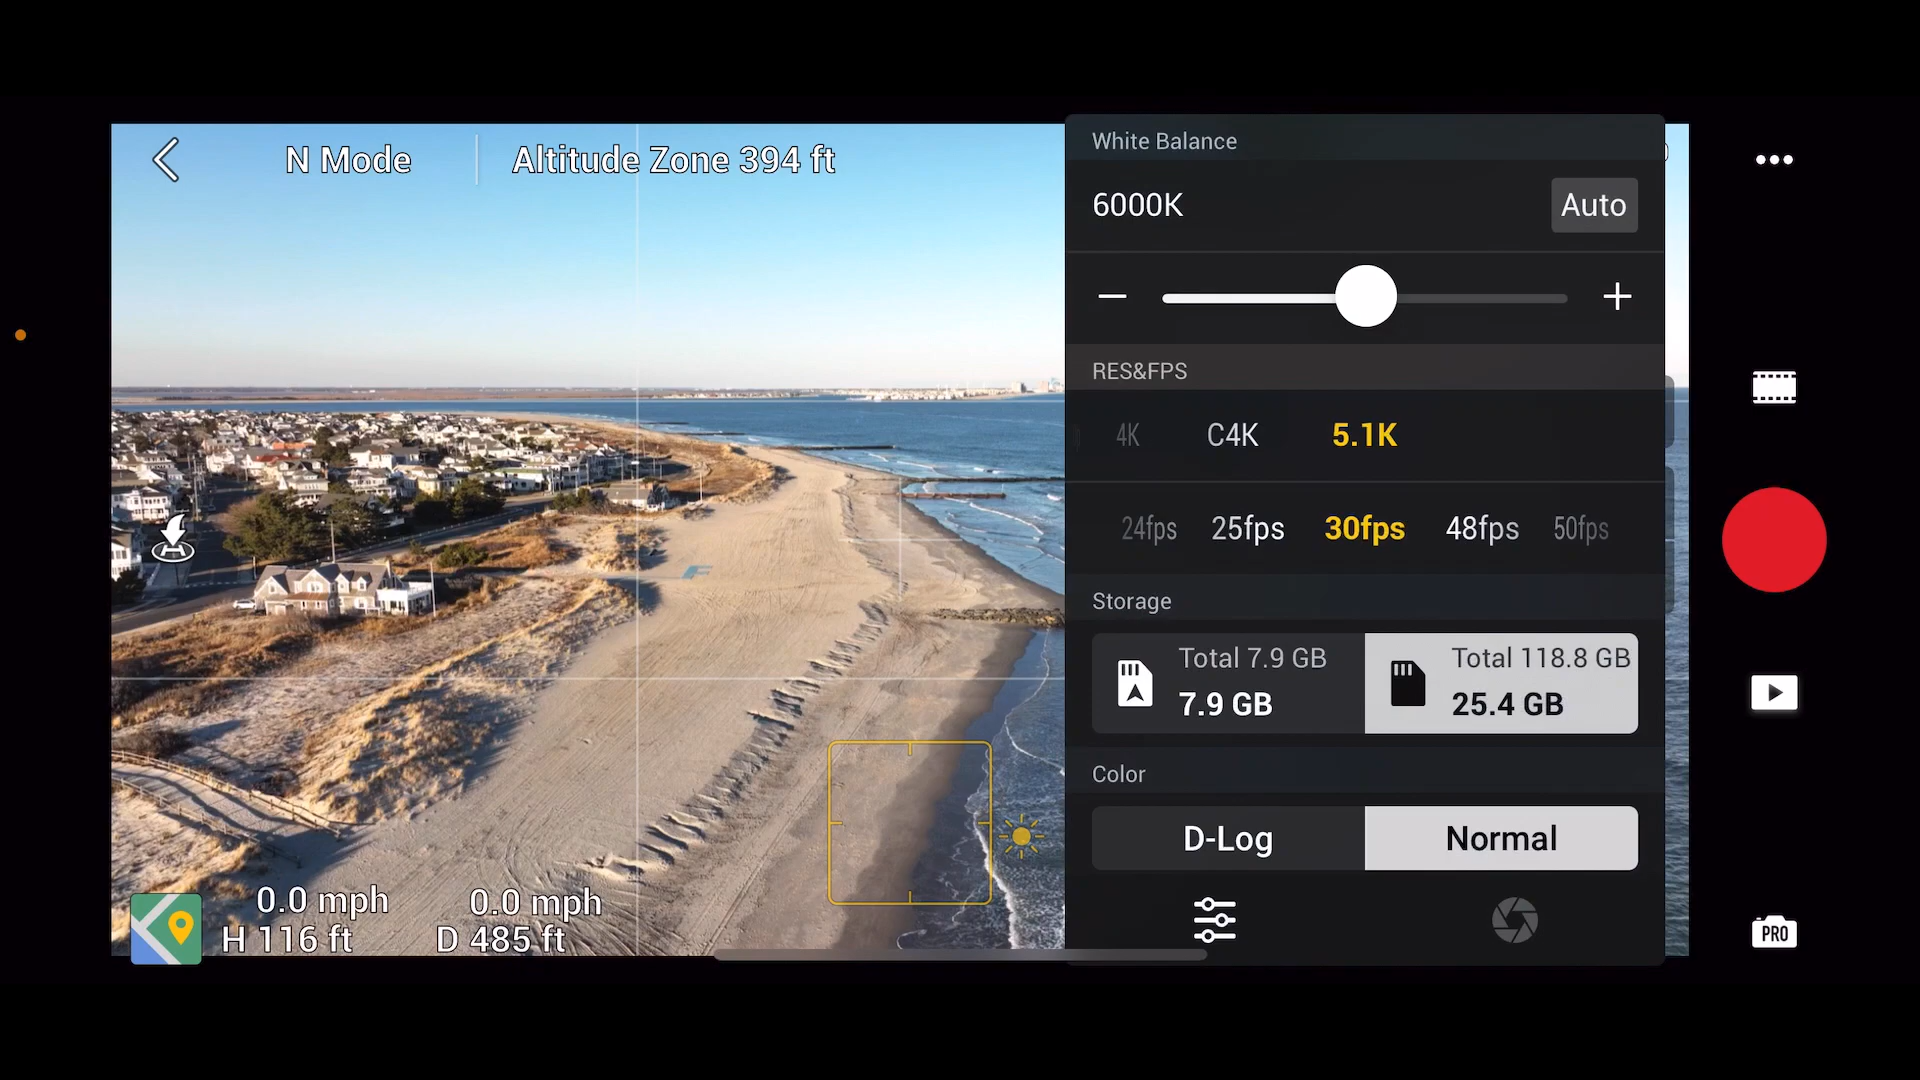 N Mode
Altitude Zone 394 ft
White Balance
6000K
Auto
RES&FPS
4K
C4K
5.1K
24fps
25fps
30fps
48fps
50fps
Storage
Total 7.9 GB
7.9 GB
Total 118.8 GB
25.4 GB
Color
D-Log
Normal
0.0 mph
0.0 mph
H 116 ft
D 485 ft
H
PRO